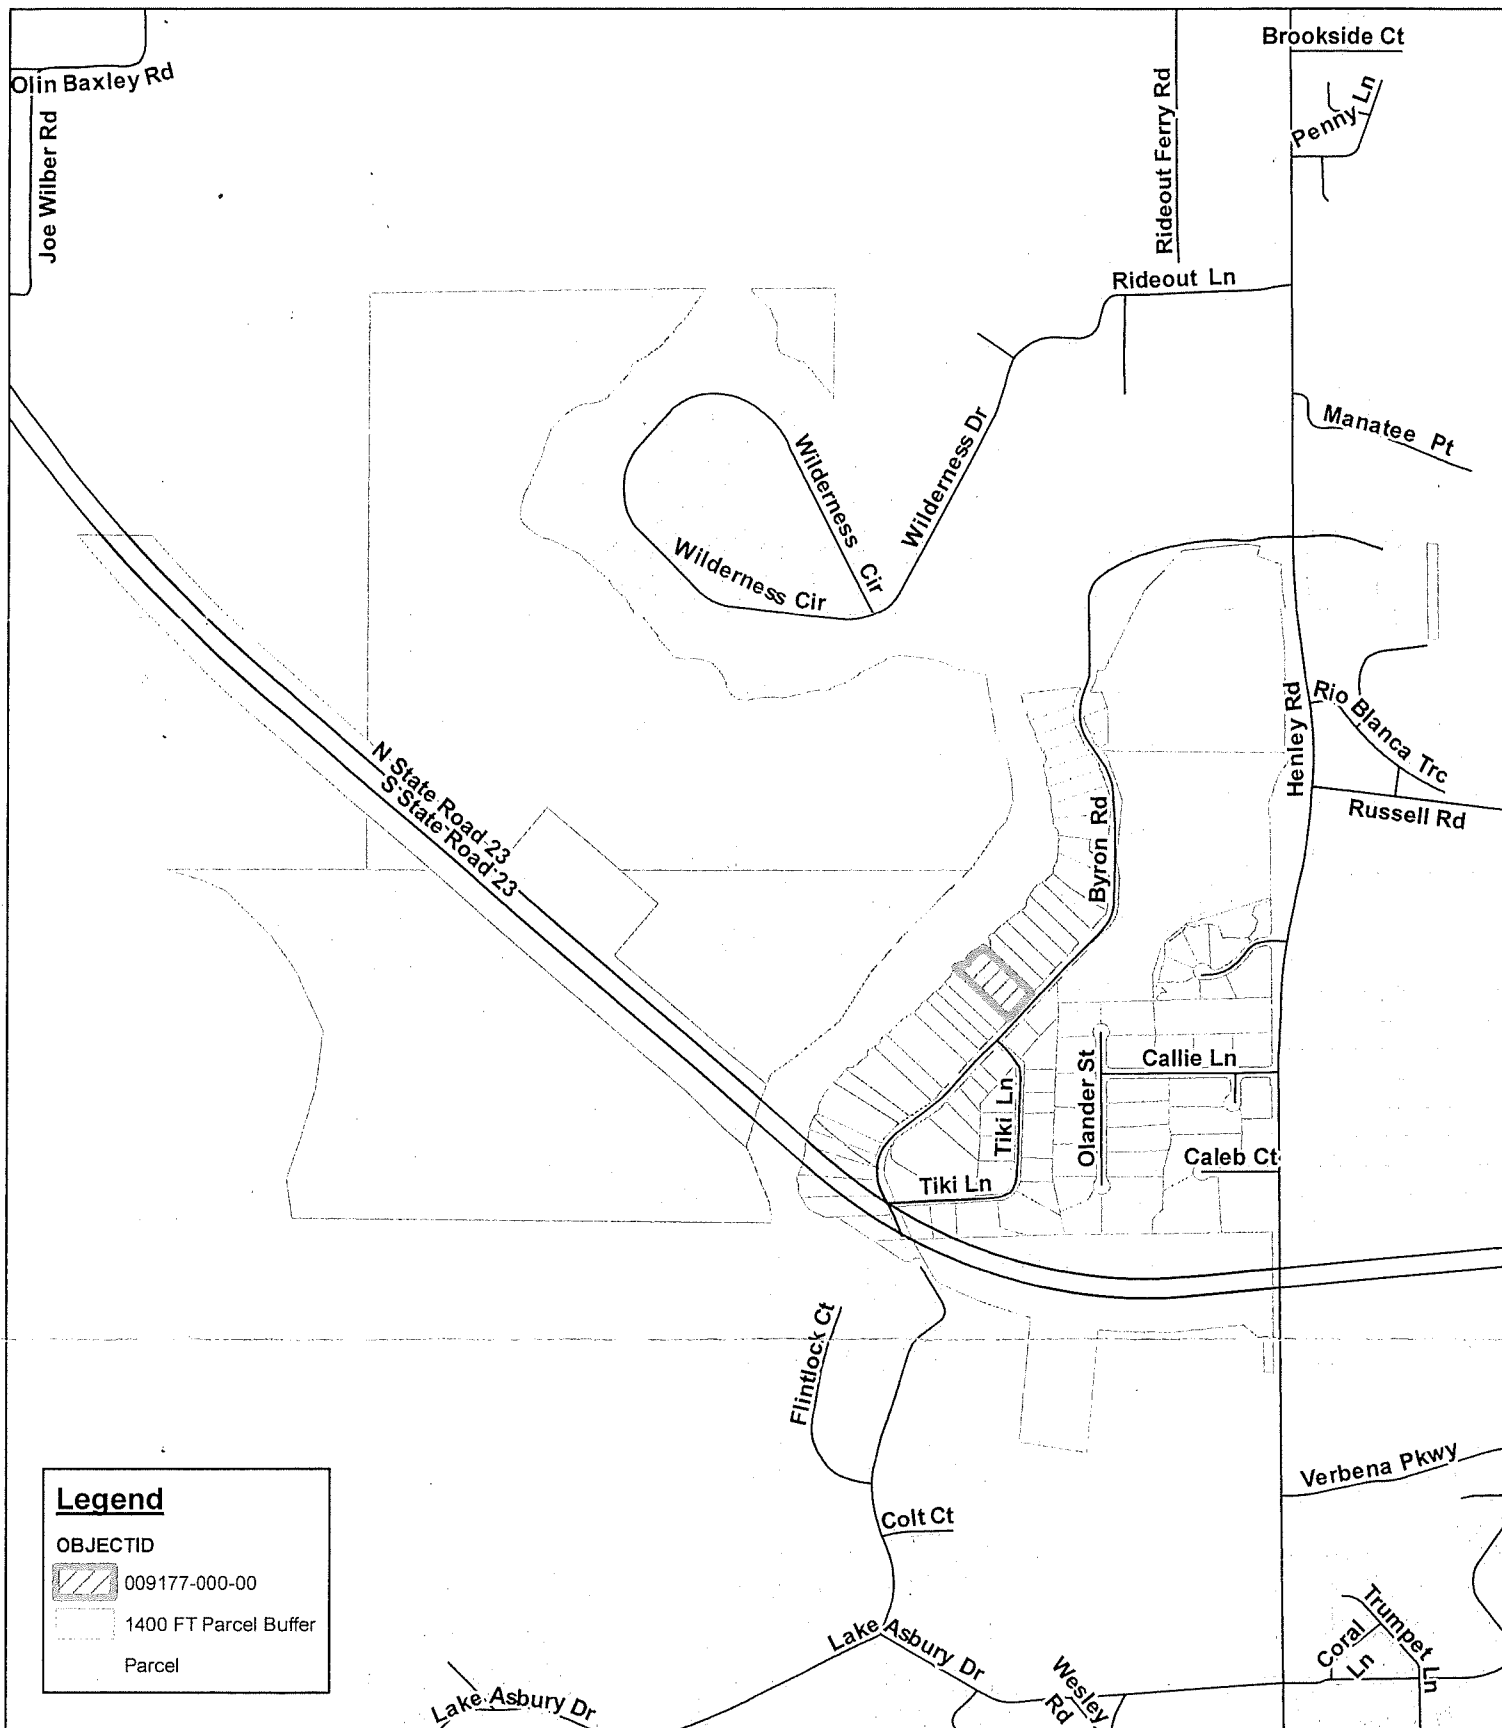 Brookside Ct
Olin Baxley Rd
Joe Wilber Rd
Rideout Ferry Rd
Penny Ln
Rideout Ln
Manatee Pt
Wilderness Dr
Wilderness Cir
Wilderness Cir
Henley Rd
Rio Blanca Trc
Russell Rd
N State Road 23
S State Road 23
Byron Rd
Callie Ln
Olander St
Tiki Ln
Caleb Ct
Tiki Ln
Flintlock Ct
Verbena Pkwy
Colt Ct
Legend
OBJECTID
009177-000-00
1400 FT Parcel Buffer
Parcel
Lake Asbury Dr
Trumpet Ln
Coral Ln
Wesley Rd
Lake Asbury Dr